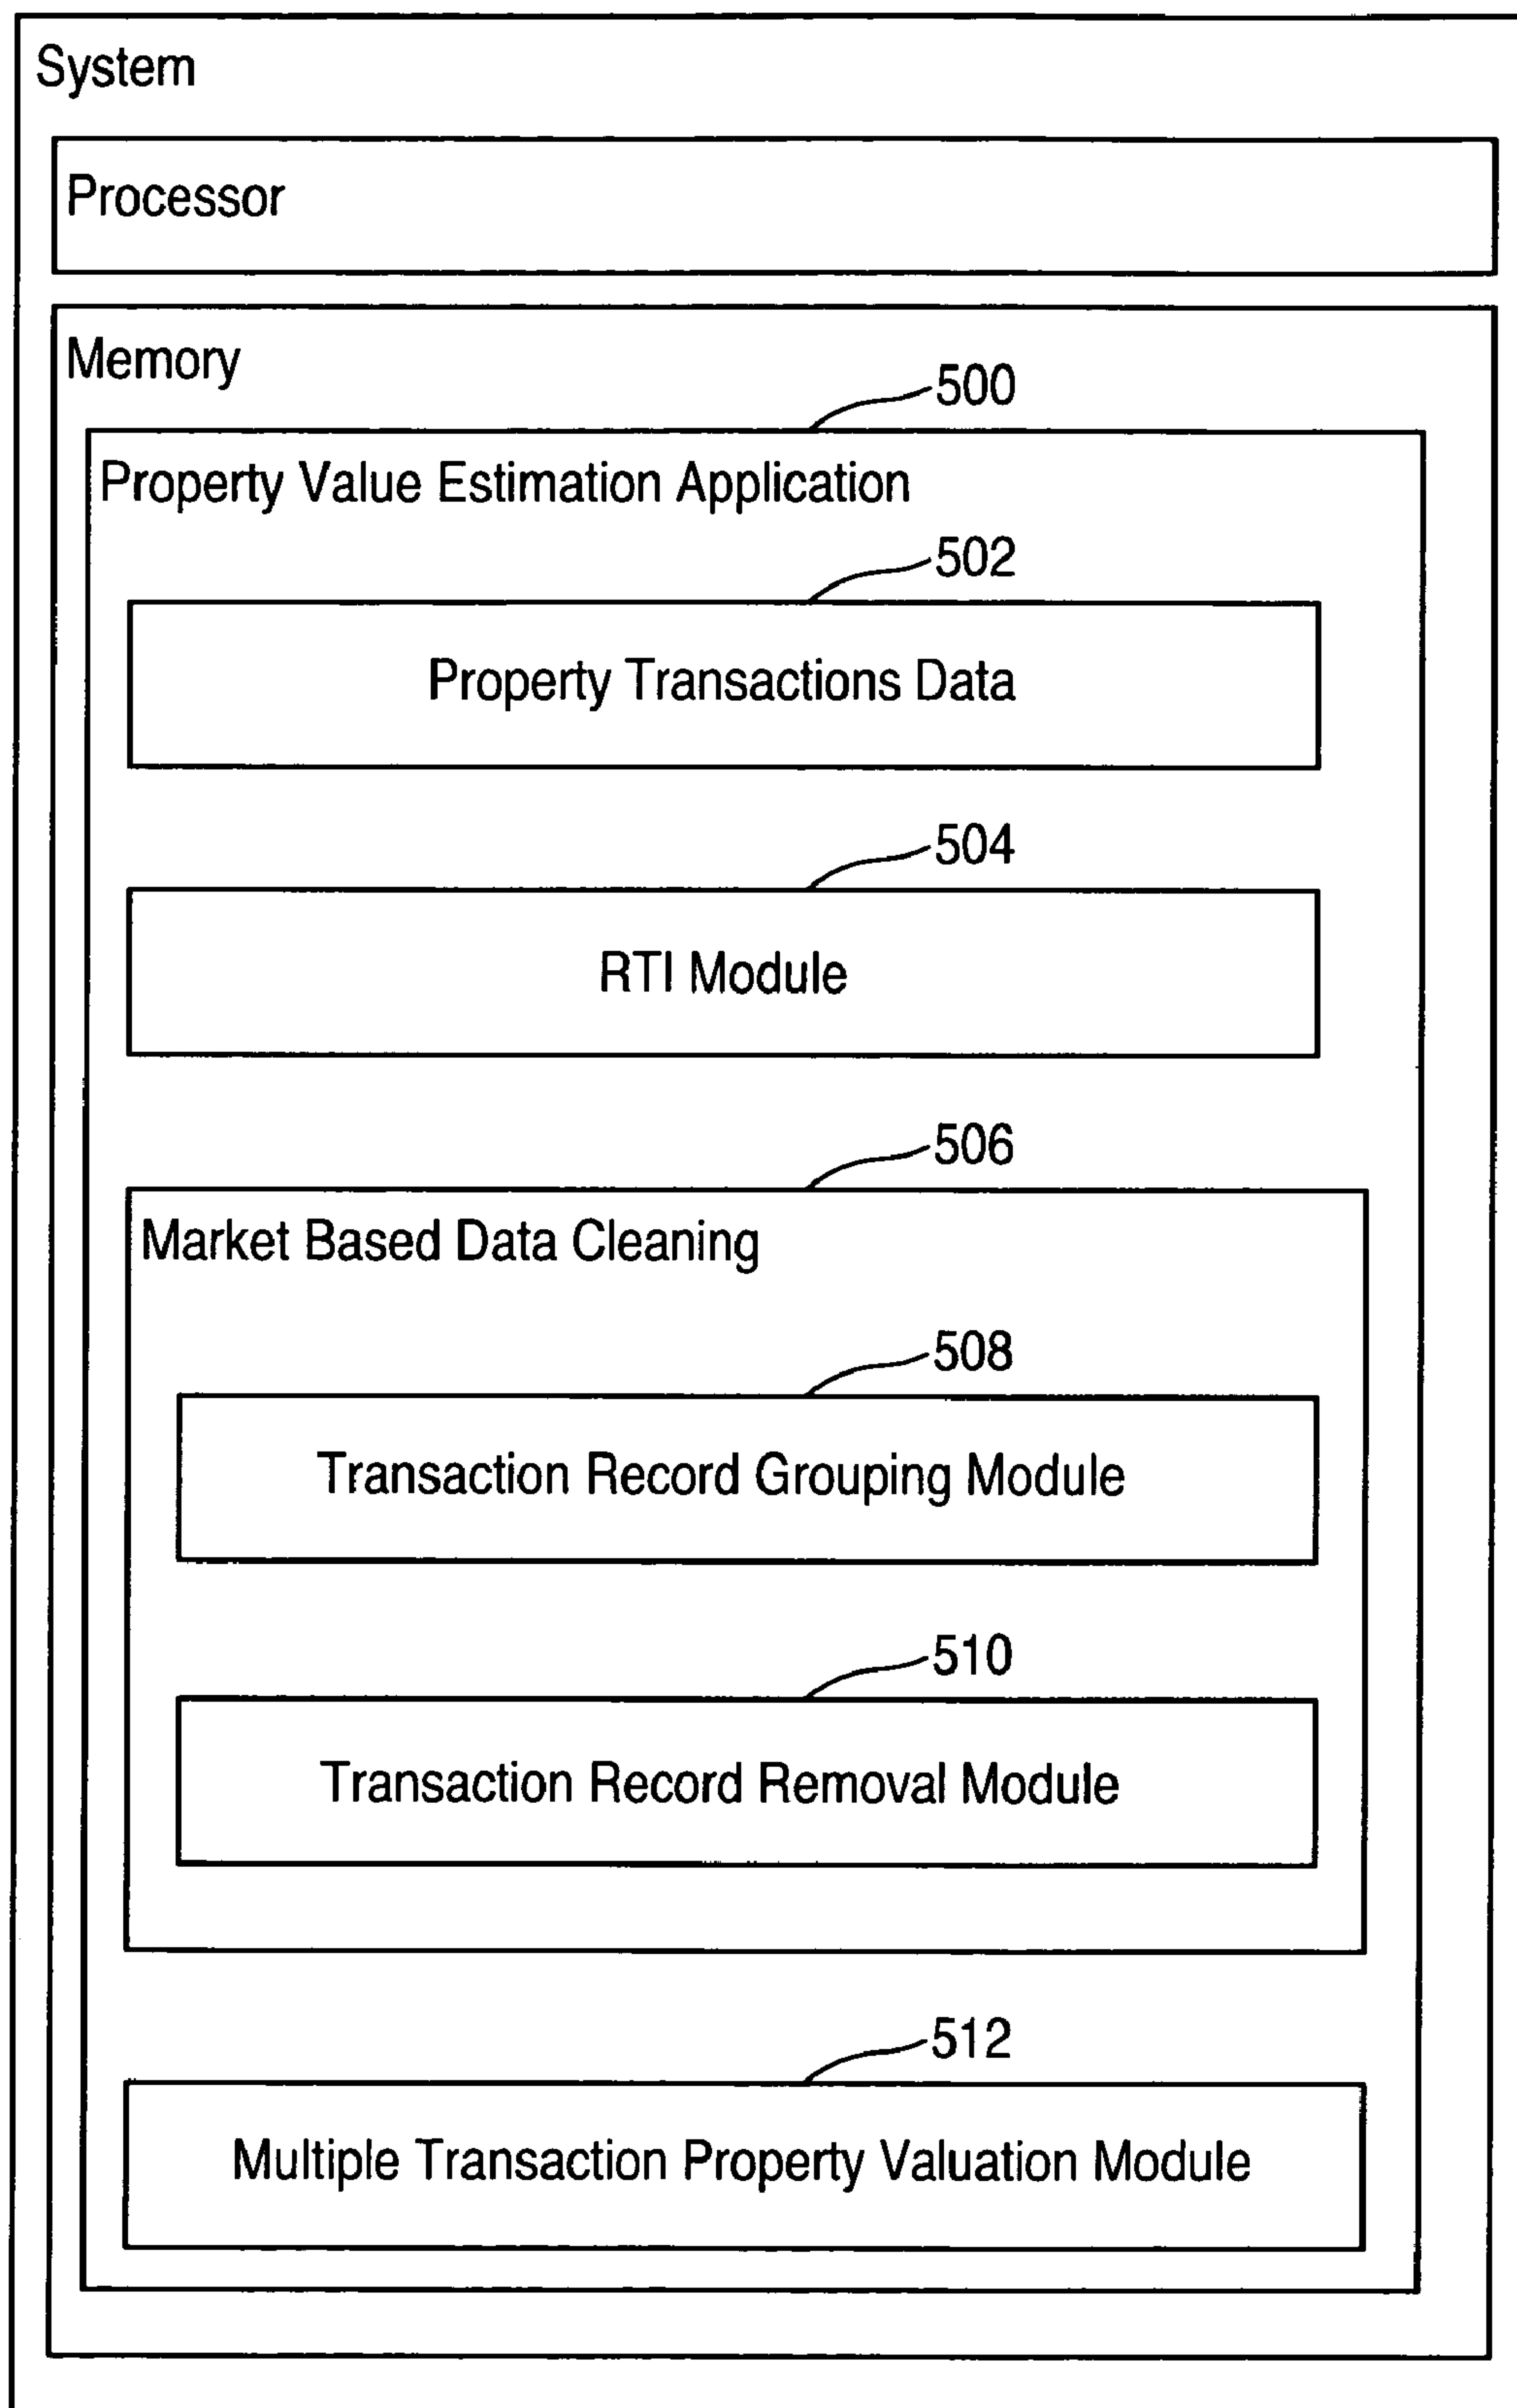 System
Processor
Memory
500
Property Value Estimation Application
502
Property Transactions Data
504
RTI Module
506
Market Based Data Cleaning
508
Transaction Record Grouping Module
510
Transaction Record Removal Module
512
Multiple Transaction Property Valuation Module